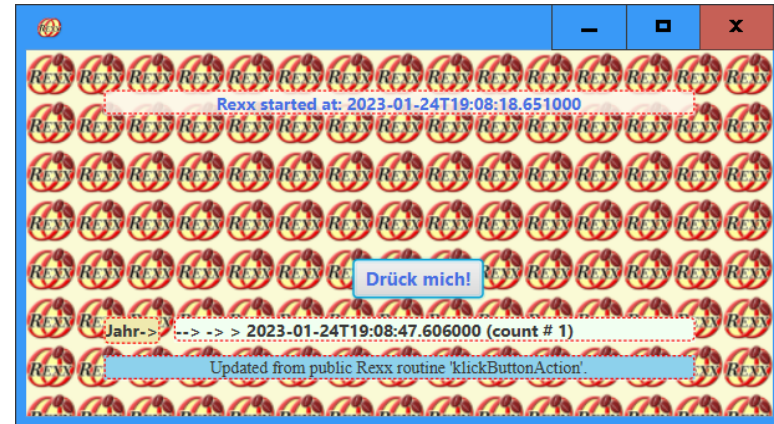 Rexx started at: 2023-01-24T19:08:18.651000
Drück mich!
Jahr-> --> -> > 2023-01-24T19:08:47.606000 (count # 1)
Updated from public Rexx routine 'klickButtonAction'.